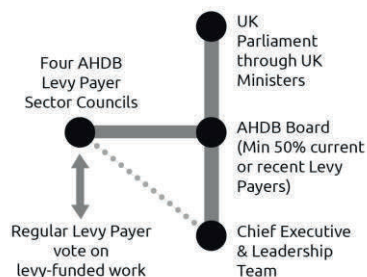 UK
Parliament
through UK
Ministers
Four AHDB
Levy Payer
Sector Councils
AHDB Board
(Min 50% current
or recent Levy
Payers)
Regular Levy Payer
vote on
levy-funded work
Chief Executive
& Leadership
Team